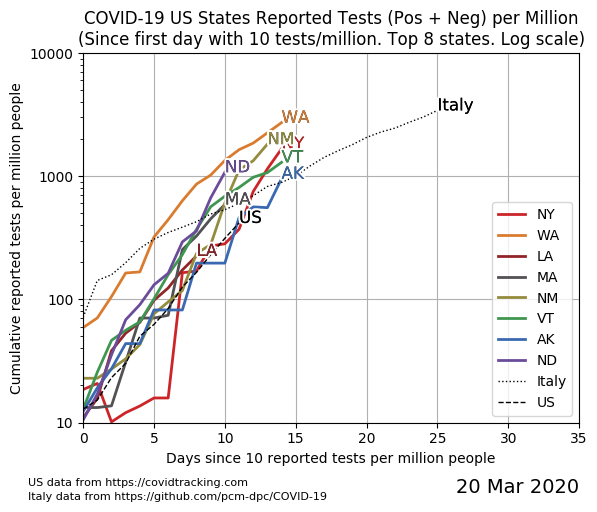 COVID-19 US States Reported Tests (Pos + Neg) per Million
(Since first day with 10 tests/million. Top 8 states. Log scale)
Cumulative reported tests per million people
10000
1000
100
10
Italy
WA
NM
NY
VT
ND
AK
MA
US
LA
NY
WA
LA
MA
NM
VT
AK
ND
Italy
US
0 5 10 15 20 25 30 35
Days since 10 reported tests per million people
US data from https://covidtracking.com
Italy data from https://github.com/pcm-dpc/COVID-19
20 Mar 2020